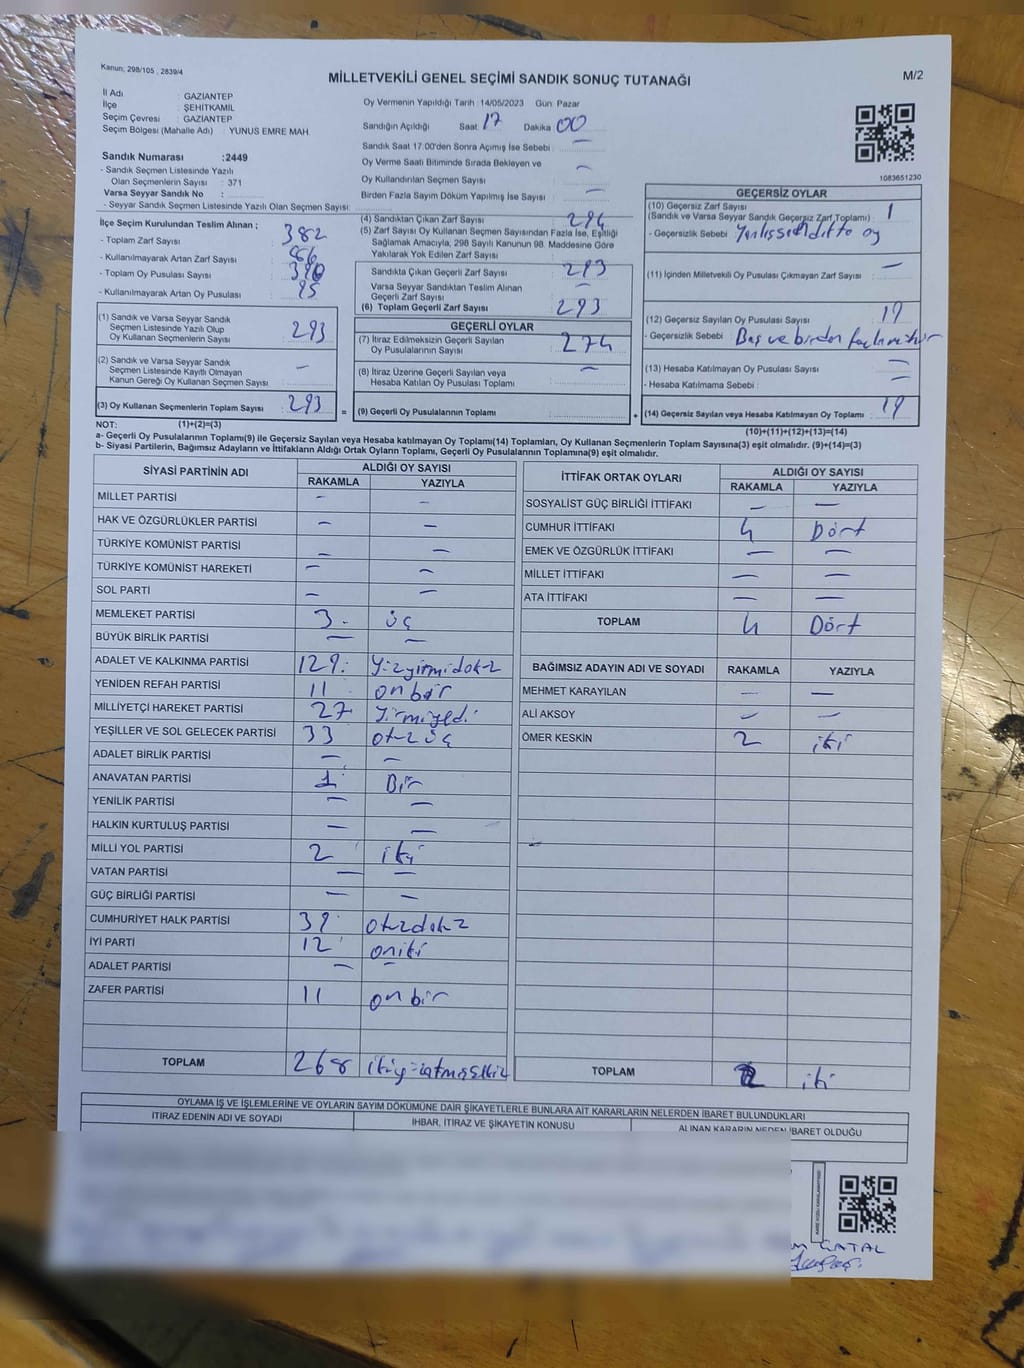 Kanun, 298/105 , 2839/4
MİLLETVEKİLİ GENEL SEÇİMİ SANDIK SONUÇ TUTANAĞI
M/2
İl Adı : GAZİANTEP
İlçe : ŞEHİTKAMİL
Seçim Çevresi : GAZİANTEP
Seçim Bölgesi (Mahalle Adı) : YUNUS EMRE MAH.
Sandık Numarası :2449
- Sandık Seçmen Listesinde Yazılı
Olan Seçmenlerin Sayısı : 371
Varsa Seyyar Sandık No :
- Seyyar Sandık Seçmen Listesinde Yazılı Olan Seçmen Sayısı:
Oy Vermenin Yapıldığı Tarih :14/05/2023 Gün Pazar
Sandığın Açıldığı Saat 17 Dakika 00
Sandık Saat 17.00'den Sonra Açımış İse Sebebi : —
Oy Verme Saati Bitiminde Sırada Bekleyen ve
Oy Kullandırılan Seçmen Sayısı : —
Birden Fazla Sayım Döküm Yapılmış İse Sayısı : —
1083651230
İlçe Seçim Kurulundan Teslim Alınan ;
- Toplam Zarf Sayısı : 382
- Kullanılmayarak Artan Zarf Sayısı :
- Toplam Oy Pusulası Sayısı :
- Kullanılmayarak Artan Oy Pusulası : 95
(4) Sandıktan Çıkan Zarf Sayısı : 294
(5) Zarf Sayısı Oy Kullanan Seçmen Sayısından Fazla İse, Eşitliği
Sağlamak Amacıyla, 298 Sayılı Kanunun 98. Maddesine Göre
Yakılarak Yok Edilen Zarf Sayısı :
Sandıkta Çıkan Geçerli Zarf Sayısı : 293
Varsa Seyyar Sandıktan Teslim Alınan
Geçerli Zarf Sayısı : —
(6) Toplam Geçerli Zarf Sayısı : 293
GEÇERSİZ OYLAR
(10) Geçersiz Zarf Sayısı
(Sandık ve Varsa Seyyar Sandık Geçersiz Zarf Toplamı) : 1
- Geçersizlik Sebebi : oy
(11) İçinden Milletvekili Oy Pusulası Çıkmayan Zarf Sayısı : —
(12) Geçersiz Sayılan Oy Pusulası Sayısı : 19
- Geçersizlik Sebebi : Boş ve birden fazla mühür
(13) Hesaba Katılmayan Oy Pusulası Sayısı : —
- Hesaba Katılmama Sebebi : —
(14) Geçersiz Sayılan veya Hesaba Katılmayan Oy Toplamı : 19
(1) Sandık ve Varsa Seyyar Sandık
Seçmen Listesinde Yazılı Olup
Oy Kullanan Seçmenlerin Sayısı : 293
(2) Sandık ve Varsa Seyyar Sandık
Seçmen Listesinde Kayıtlı Olmayan
Kanun Gereği Oy Kullanan Seçmen Sayısı : —
(3) Oy Kullanan Seçmenlerin Toplam Sayısı : 293 =
GEÇERLİ OYLAR
(7) İtiraz Edilmeksizin Geçerli Sayılan
Oy Pusulalarının Sayısı : 274
(8) İtiraz Üzerine Geçerli Sayılan veya
Hesaba Katılan Oy Pusulası Toplamı : —
(9) Geçerli Oy Pusulalarının Toplamı : +
NOT: (1)+(2)=(3)
(10)+(11)+(12)+(13)=(14)
a- Geçerli Oy Pusulalarının Toplamı(9) ile Geçersiz Sayılan veya Hesaba katılmayan Oy Toplamı(14) Toplamları, Oy Kullanan Seçmenlerin Toplam Sayısına(3) eşit olmalıdır. (9)+(14)=(3)
b- Siyasi Partilerin, Bağımsız Adayların ve İttifakların Aldığı Ortak Oyların Toplamı, Geçerli Oy Pusulalarının Toplamına(9) eşit olmalıdır.
SİYASİ PARTİNİN ADI ALDIĞI OY SAYISI
RAKAMLA YAZIYLA
MİLLET PARTİSİ — —
HAK VE ÖZGÜRLÜKLER PARTİSİ — —
TÜRKİYE KOMÜNİST PARTİSİ — —
TÜRKİYE KOMÜNİST HAREKETİ — —
SOL PARTİ — —
MEMLEKET PARTİSİ 3 üç
BÜYÜK BİRLİK PARTİSİ — —
ADALET VE KALKINMA PARTİSİ 129 yüzyirmidokuz
YENİDEN REFAH PARTİSİ 11 onbir
MİLLİYETÇİ HAREKET PARTİSİ 27 yirmiyedi
YEŞİLLER VE SOL GELECEK PARTİSİ 33 otuzüç
ADALET BİRLİK PARTİSİ — —
ANAVATAN PARTİSİ 1 Bir
YENİLİK PARTİSİ — —
HALKIN KURTULUŞ PARTİSİ — —
MİLLİ YOL PARTİSİ 2 iki
VATAN PARTİSİ — —
GÜÇ BİRLİĞİ PARTİSİ — —
CUMHURİYET HALK PARTİSİ 39 otuzdokuz
İYİ PARTİ 12 oniki
ADALET PARTİSİ — —
ZAFER PARTİSİ 11 onbir
TOPLAM 268 ikiyüzatmışsekiz
İTTİFAK ORTAK OYLARI ALDIĞI OY SAYISI
RAKAMLA YAZIYLA
SOSYALİST GÜÇ BİRLİĞİ İTTİFAKI — —
CUMHUR İTTİFAKI 4 Dört
EMEK VE ÖZGÜRLÜK İTTİFAKI — —
MİLLET İTTİFAKI — —
ATA İTTİFAKI — —
TOPLAM 4 Dört
BAĞIMSIZ ADAYIN ADI VE SOYADI RAKAMLA YAZIYLA
MEHMET KARAYILAN — —
ALİ AKSOY — —
ÖMER KESKİN 2 iki
TOPLAM 2 iki
OYLAMA İŞ VE İŞLEMLERİNE VE OYLARIN SAYIM DÖKÜMÜNE DAİR ŞİKAYETLERLE BUNLARA AİT KARARLARIN NELERDEN İBARET BULUNDUKLARI
İTİRAZ EDENİN ADI VE SOYADI İHBAR, İTİRAZ VE ŞİKAYETİN KONUSU ALINAN KARARIN NEDEN İBARET OLDUĞU